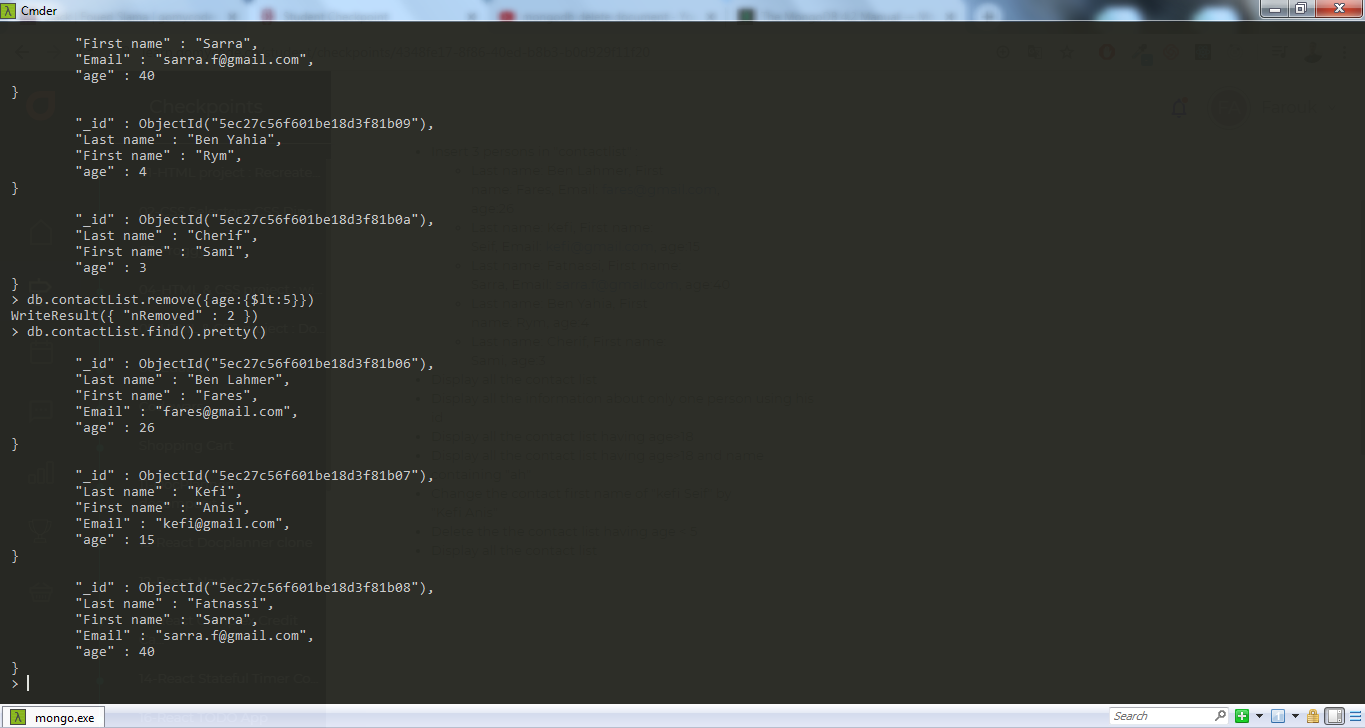 Cmder
"First name" : "Sarra",
"Email" : "sarra.f@gmail.com",
"age" : 40
}
"_id" : ObjectId("5ec27c56f601be18d3f81b09"),
"Last name" : "Ben Yahia",
"First name" : "Rym",
"age" : 4
}
"_id" : ObjectId("5ec27c56f601be18d3f81b0a"),
"Last name" : "Cherif",
"First name" : "Sami",
"age" : 3
}
> db.contactList.remove({age:{$lt:5}})
WriteResult({ "nRemoved" : 2 })
> db.contactList.find().pretty()
"_id" : ObjectId("5ec27c56f601be18d3f81b06"),
"Last name" : "Ben Lahmer",
"First name" : "Fares",
"Email" : "fares@gmail.com",
"age" : 26
}
"_id" : ObjectId("5ec27c56f601be18d3f81b07"),
"Last name" : "Kefi",
"First name" : "Anis",
"Email" : "kefi@gmail.com",
"age" : 15
}
"_id" : ObjectId("5ec27c56f601be18d3f81b08"),
"Last name" : "Fatnassi",
"First name" : "Sarra",
"Email" : "sarra.f@gmail.com",
"age" : 40
}
>
Checkpoints
Shopping Cart
mongo.exe
Search